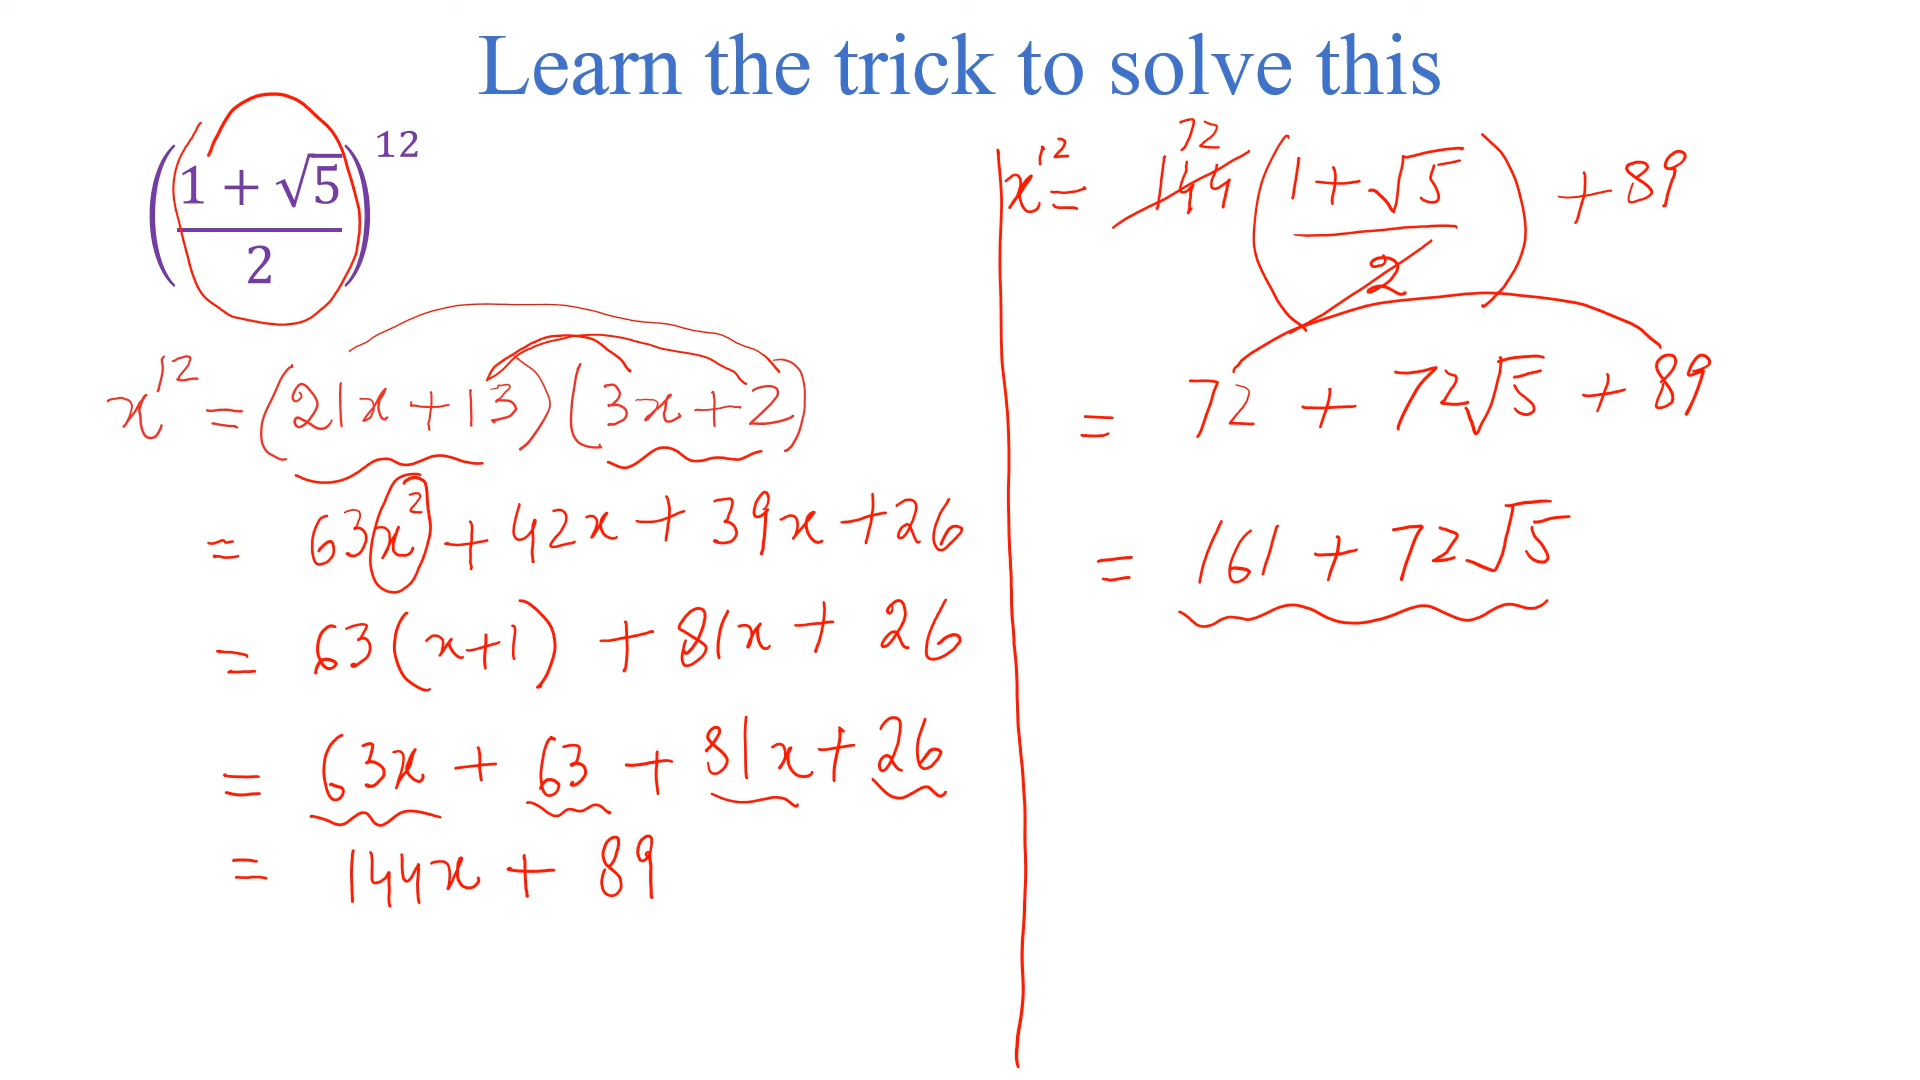 Learn the trick to solve this
((1 + √5)/2)^12
x^12 = (21x + 13) (3x + 2)
= 63x² + 42x + 39x + 26
= 63(x+1) + 81x + 26
= 63x + 63 + 81x + 26
= 144x + 89
72
x^12 = 144 ((1 + √5)/2) + 89
= 72 + 72√5 + 89
= 161 + 72√5